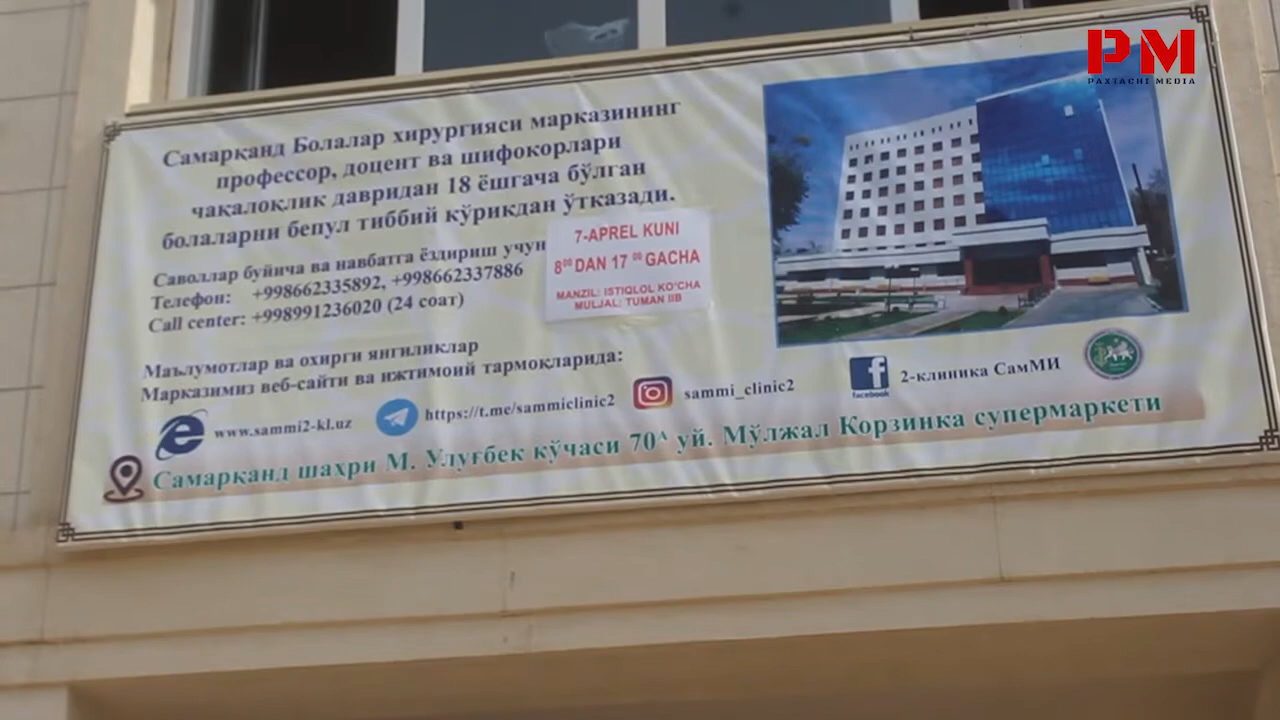 PM
PAXTACHI MEDIA
Самарқанд Болалар хирургияси марказининг
профессор, доцент ва шифокорлари
чақалоқлик давридан 18 ёшгача бўлган
болаларни бепул тиббий кўрикдан ўтказади.
Саволлар буйича ва навбатга ёздириш учун
Телефон: +998662335892, +998662337886
Call center: +998991236020 (24 соат)
7-APREL KUNI
8⁰⁰ DAN 17 ⁰⁰ GACHA
MANZIL: ISTIQLOL KO'CHA
MULJAL: TUMAN IIB
Маълумотлар ва охирги янгиликлар
Марказимиз веб-сайти ва ижтимоий тармоқларида:
www.sammi2-kl.uz
https://t.me/sammiclinic2
sammi_clinic2
facebook
2-клиника СамМИ
Самарқанд шаҳри М. Улуғбек кўчаси 70ᴬ уй. Мўлжал Корзинка супермаркети